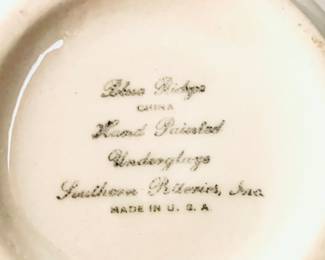 Blue Ridge
CHINA
Hand Painted
Underglaze
Southern Potteries, Inc.
MADE IN U. S. A